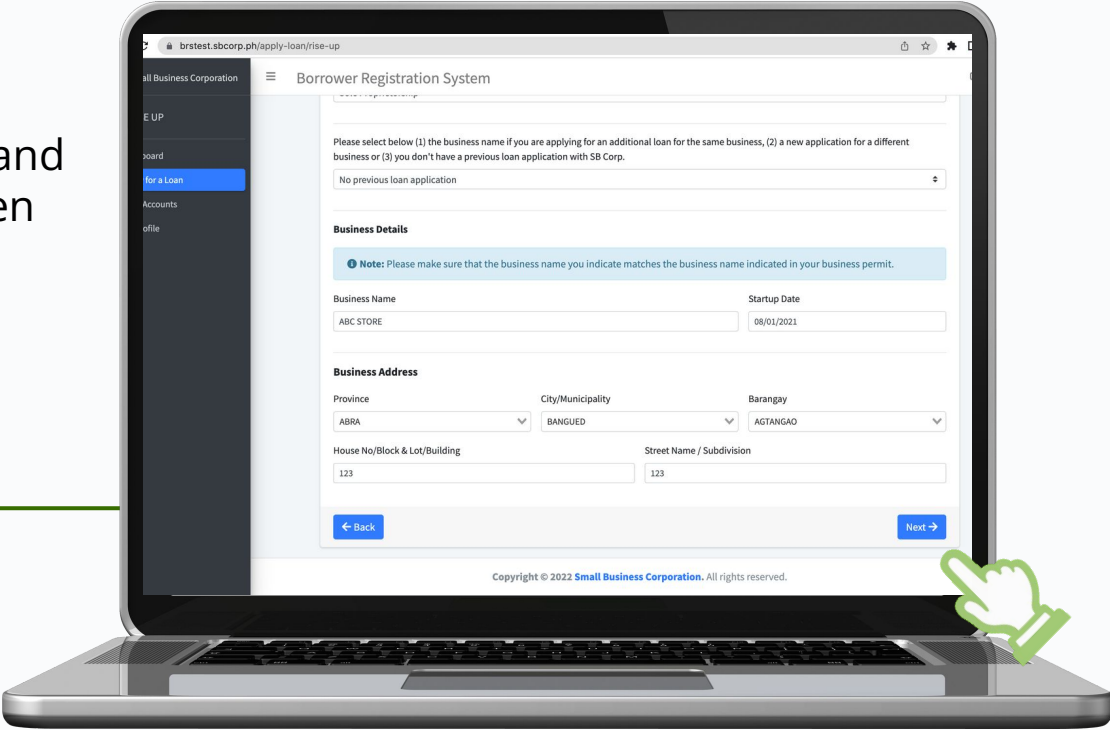 and
en
brstest.sbcorp.ph/apply-loan/rise-up
all Business Corporation
Borrower Registration System
E UP
oard
for a Loan
Accounts
ofile
Please select below (1) the business name if you are applying for an additional loan for the same business, (2) a new application for a different
business or (3) you don't have a previous loan application with SB Corp.
No previous loan application
Business Details
Note: Please make sure that the business name you indicate matches the business name indicated in your business permit.
Business Name Startup Date
ABC STORE 08/01/2021
Business Address
Province City/Municipality Barangay
ABRA BANGUED AGTANGAO
House No/Block & Lot/Building Street Name / Subdivision
123 123
← Back Next →
Copyright © 2022 Small Business Corporation. All rights reserved.